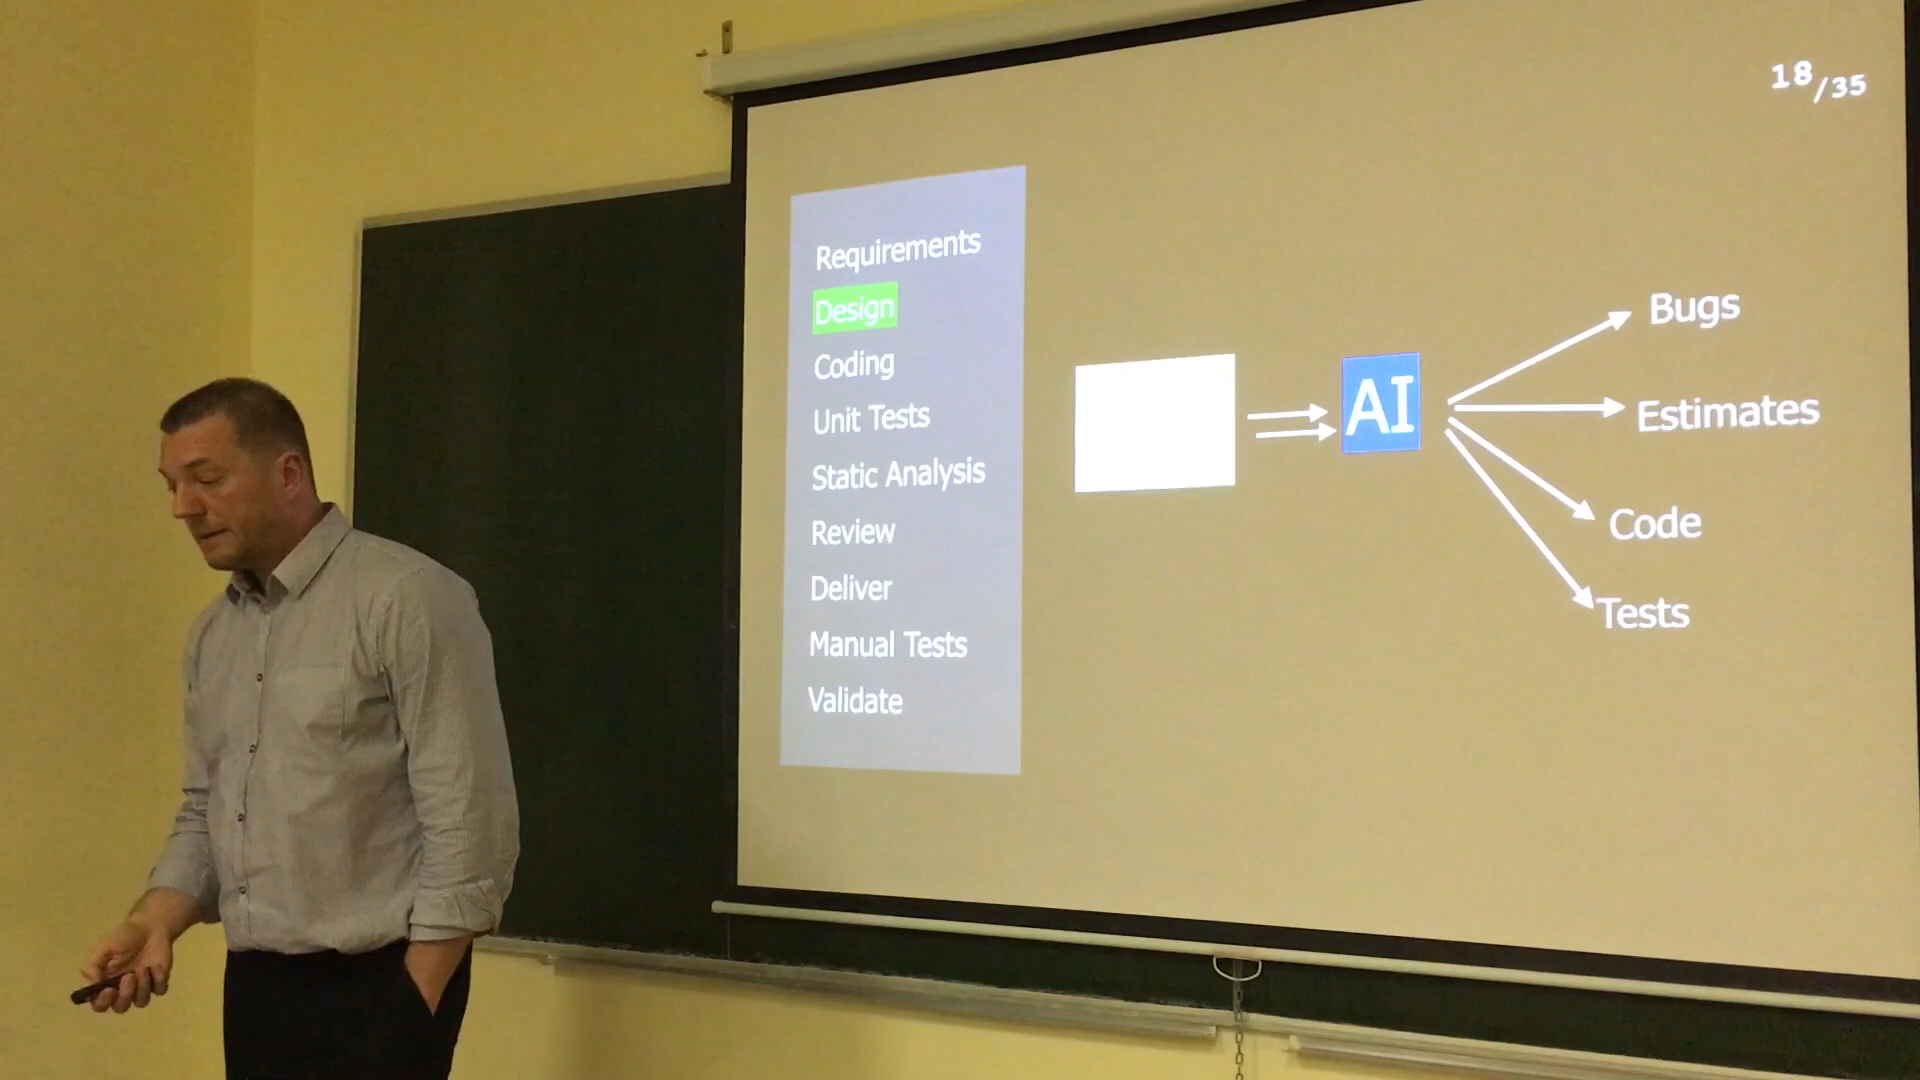 18/35
Requirements
Design
Coding
Unit Tests
Static Analysis
Review
Deliver
Manual Tests
Validate
AI
Bugs
Estimates
Code
Tests